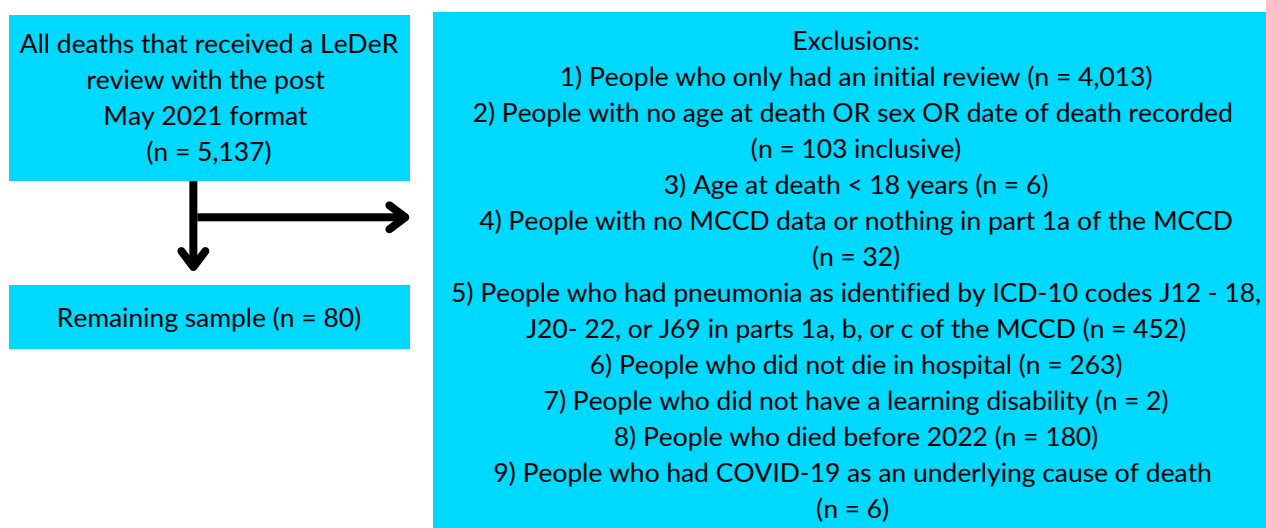 All deaths that received a LeDeR
review with the post
May 2021 format
(n = 5,137)
Remaining sample (n = 80)
Exclusions:
1) People who only had an initial review (n = 4,013)
2) People with no age at death OR sex OR date of death recorded
(n = 103 inclusive)
3) Age at death < 18 years (n = 6)
4) People with no MCCD data or nothing in part 1a of the MCCD
(n = 32)
5) People who had pneumonia as identified by ICD-10 codes J12 - 18,
J20- 22, or J69 in parts 1a, b, or c of the MCCD (n = 452)
6) People who did not die in hospital (n = 263)
7) People who did not have a learning disability (n = 2)
8) People who died before 2022 (n = 180)
9) People who had COVID-19 as an underlying cause of death
(n = 6)